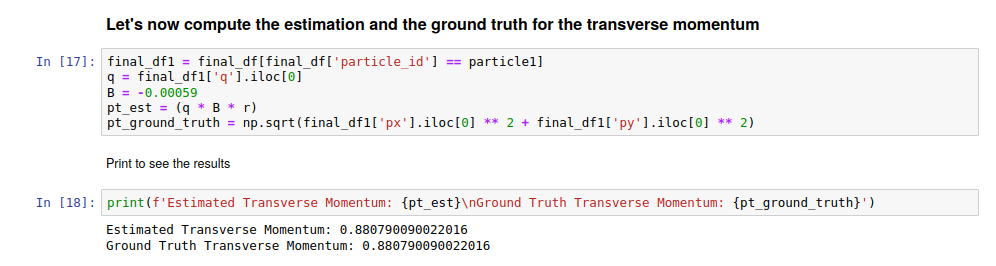 Let's now compute the estimation and the ground truth for the transverse momentum
In [17]: final_df1 = final_df[final_df['particle_id'] == particle1]
q = final_df1['q'].iloc[0]
B = -0.00059
pt_est = (q * B * r)
pt_ground_truth = np.sqrt(final_df1['px'].iloc[0] ** 2 + final_df1['py'].iloc[0] ** 2)
Print to see the results
In [18]: print(f'Estimated Transverse Momentum: {pt_est}\nGround Truth Transverse Momentum: {pt_ground_truth}')
Estimated Transverse Momentum: 0.880790090022016
Ground Truth Transverse Momentum: 0.880790090022016